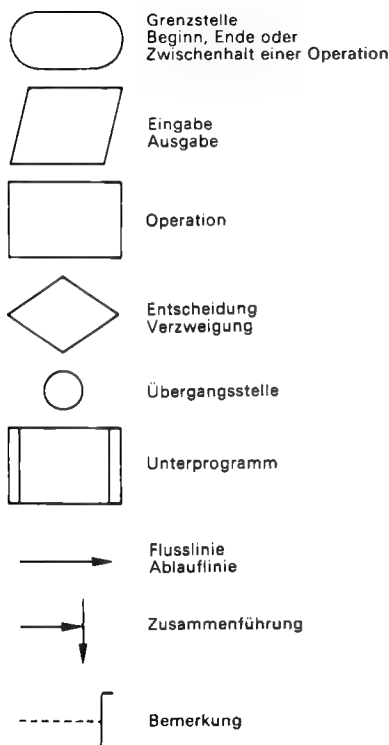 Grenzstelle
Beginn, Ende oder
Zwischenhalt einer Operation
Eingabe
Ausgabe
Operation
Entscheidung
Verzweigung
Übergangsstelle
Unterprogramm
Flusslinie
Ablauflinie
Zusammenführung
Bemerkung